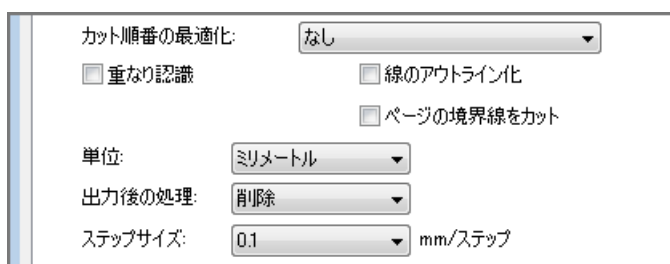 カット順番の最適化: なし
重なり認識 線のアウトライン化
ページの境界線をカット
単位: ミリメートル
出力後の処理: 削除
ステップサイズ: 0.1 mm/ステップ